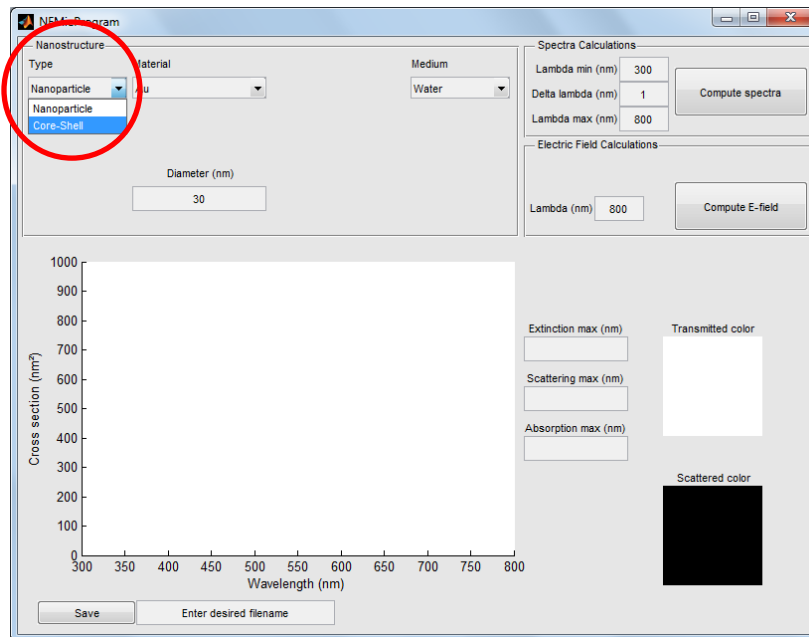 NFMieProgram
Nanostructure
Type
Material
Medium
Nanoparticle
Au
Water
Nanoparticle
Core-Shell
Diameter (nm)
30
Spectra Calculations
Lambda min (nm) 300
Delta lambda (nm) 1
Lambda max (nm) 800
Compute spectra
Electric Field Calculations
Lambda (nm) 800
Compute E-field
1000
900
800
700
600
500
400
300
200
100
0
Cross section (nm²)
300 350 400 450 500 550 600 650 700 750 800
Wavelength (nm)
Extinction max (nm)
Scattering max (nm)
Absorption max (nm)
Transmitted color
Scattered color
Save
Enter desired filename